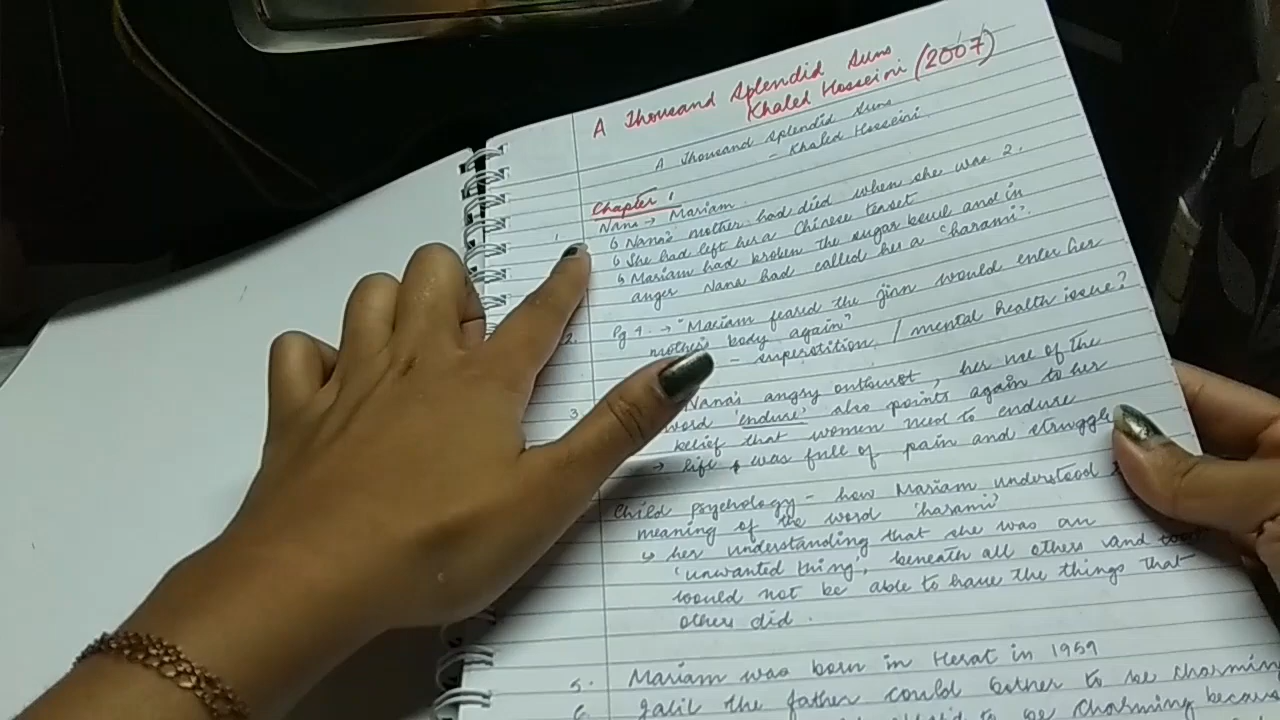 A Thousand Splendid Suns
Khaled Hosseini (2007)
A Thousand Splendid Suns
- Khaled Hosseini.
Chapter 1
1. Nana → Mariam
↳ Nana's mother had died when she was 2.
↳ She had left her a Chinese teaset
↳ Mariam had broken the sugar bowl and in
anger Nana had called her a 'harami'.
2. Pg 4. → "Mariam feared the jinn would enter her
mother's body again"
- superstition / mental health issue?
3. Nana's angry outburst, her use of the
word 'endure' also points again to her
belief that women need to endure
→ life was full of pain and struggle
Child psychology - how Mariam understood
meaning of the word 'harami'
↳ her understanding that she was an
'unwanted thing', beneath all others and
would not be able to have the things that
others did.
5. Mariam was born in Herat in 1959
6. Jalil the father could bother to be charming
to be charming because